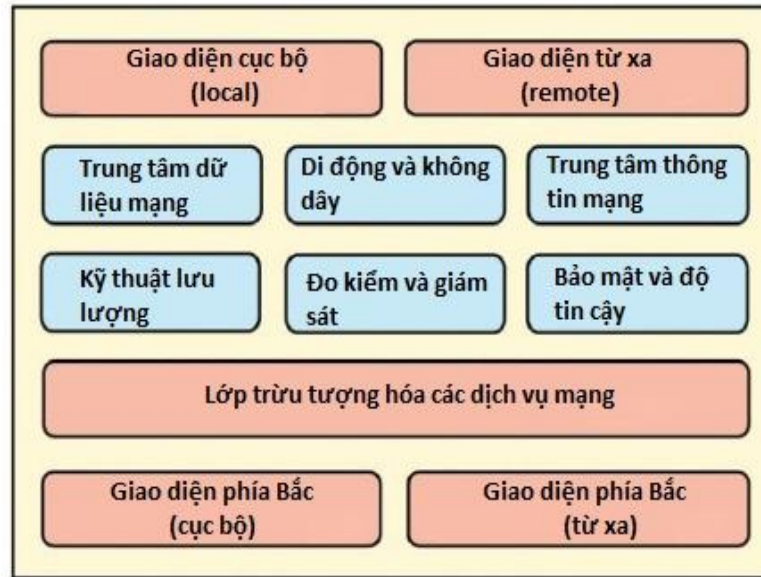 Giao diện cục bộ
(local)
Giao diện từ xa
(remote)
Trung tâm dữ
liệu mạng
Di động và không
dây
Trung tâm thông
tin mạng
Kỹ thuật lưu
lượng
Đo kiểm và giám
sát
Bảo mật và độ
tin cậy
Lớp trừu tượng hóa các dịch vụ mạng
Giao diện phía Bắc
(cục bộ)
Giao diện phía Bắc
(từ xa)